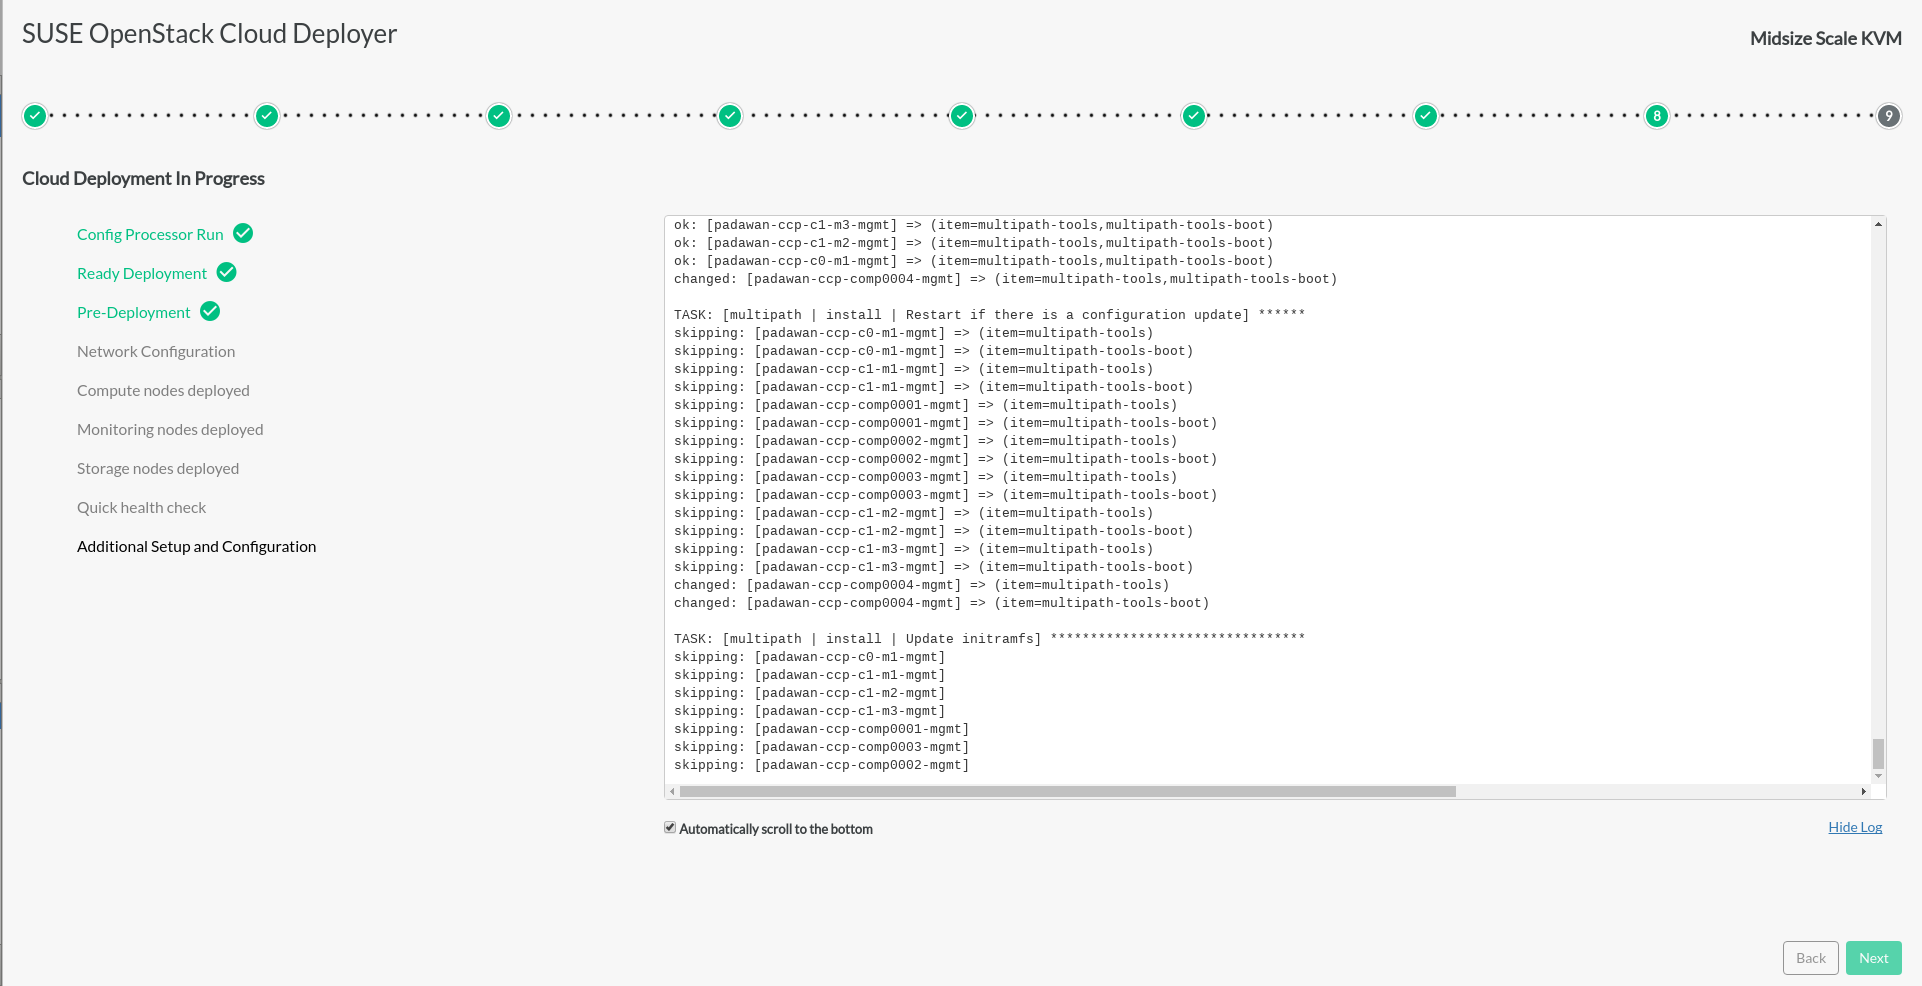 SUSE OpenStack Cloud Deployer
Midsize Scale KVM
8
9
Cloud Deployment In Progress
Config Processor Run
Ready Deployment
Pre-Deployment
Network Configuration
Compute nodes deployed
Monitoring nodes deployed
Storage nodes deployed
Quick health check
Additional Setup and Configuration
ok: [padawan-ccp-c1-m3-mgmt] => (item=multipath-tools,multipath-tools-boot)
ok: [padawan-ccp-c1-m2-mgmt] => (item=multipath-tools,multipath-tools-boot)
ok: [padawan-ccp-c0-m1-mgmt] => (item=multipath-tools,multipath-tools-boot)
changed: [padawan-ccp-comp0004-mgmt] => (item=multipath-tools,multipath-tools-boot)
TASK: [multipath | install | Restart if there is a configuration update] ******
skipping: [padawan-ccp-c0-m1-mgmt] => (item=multipath-tools)
skipping: [padawan-ccp-c0-m1-mgmt] => (item=multipath-tools-boot)
skipping: [padawan-ccp-c1-m1-mgmt] => (item=multipath-tools)
skipping: [padawan-ccp-c1-m1-mgmt] => (item=multipath-tools-boot)
skipping: [padawan-ccp-comp0001-mgmt] => (item=multipath-tools)
skipping: [padawan-ccp-comp0001-mgmt] => (item=multipath-tools-boot)
skipping: [padawan-ccp-comp0002-mgmt] => (item=multipath-tools)
skipping: [padawan-ccp-comp0002-mgmt] => (item=multipath-tools-boot)
skipping: [padawan-ccp-comp0003-mgmt] => (item=multipath-tools)
skipping: [padawan-ccp-comp0003-mgmt] => (item=multipath-tools-boot)
skipping: [padawan-ccp-c1-m2-mgmt] => (item=multipath-tools)
skipping: [padawan-ccp-c1-m2-mgmt] => (item=multipath-tools-boot)
skipping: [padawan-ccp-c1-m3-mgmt] => (item=multipath-tools)
skipping: [padawan-ccp-c1-m3-mgmt] => (item=multipath-tools-boot)
changed: [padawan-ccp-comp0004-mgmt] => (item=multipath-tools)
changed: [padawan-ccp-comp0004-mgmt] => (item=multipath-tools-boot)
TASK: [multipath | install | Update initramfs] ********************************
skipping: [padawan-ccp-c0-m1-mgmt]
skipping: [padawan-ccp-c1-m1-mgmt]
skipping: [padawan-ccp-c1-m2-mgmt]
skipping: [padawan-ccp-c1-m3-mgmt]
skipping: [padawan-ccp-comp0001-mgmt]
skipping: [padawan-ccp-comp0003-mgmt]
skipping: [padawan-ccp-comp0002-mgmt]
Automatically scroll to the bottom
Hide Log
Back
Next